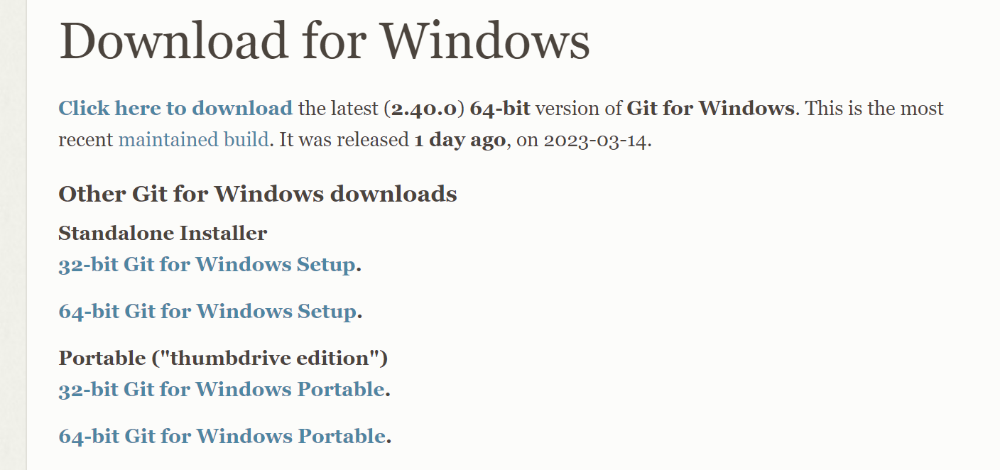 Download for Windows
Click here to download the latest (2.40.0) 64-bit version of Git for Windows. This is the most
recent maintained build. It was released 1 day ago, on 2023-03-14.
Other Git for Windows downloads
Standalone Installer
32-bit Git for Windows Setup.
64-bit Git for Windows Setup.
Portable ("thumbdrive edition")
32-bit Git for Windows Portable.
64-bit Git for Windows Portable.